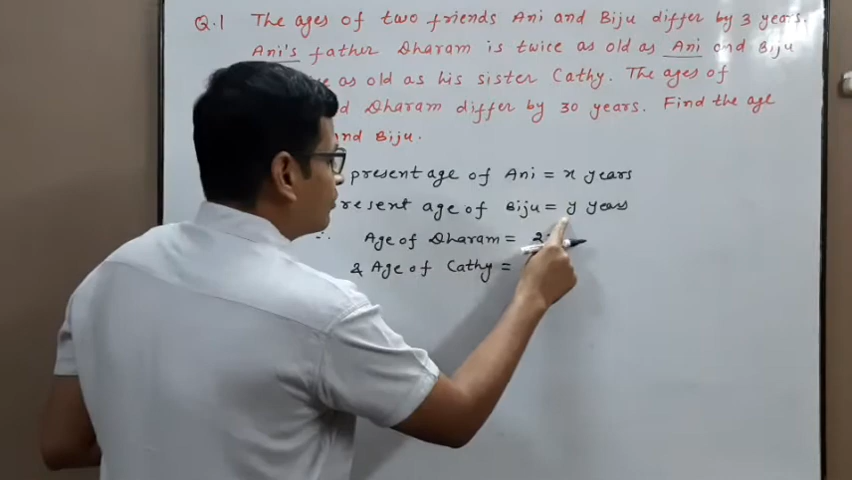 Q.1 The ages of two friends Ani and Biju differ by 3 years.
Ani's father Dharam is twice as old as Ani and Biju
as old as his sister Cathy. The ages of
Dharam differ by 30 years. Find the age
and Biju.
present age of Ani = x years
present age of Biju = y years
∴ Age of Dharam = 2
& Age of Cathy =